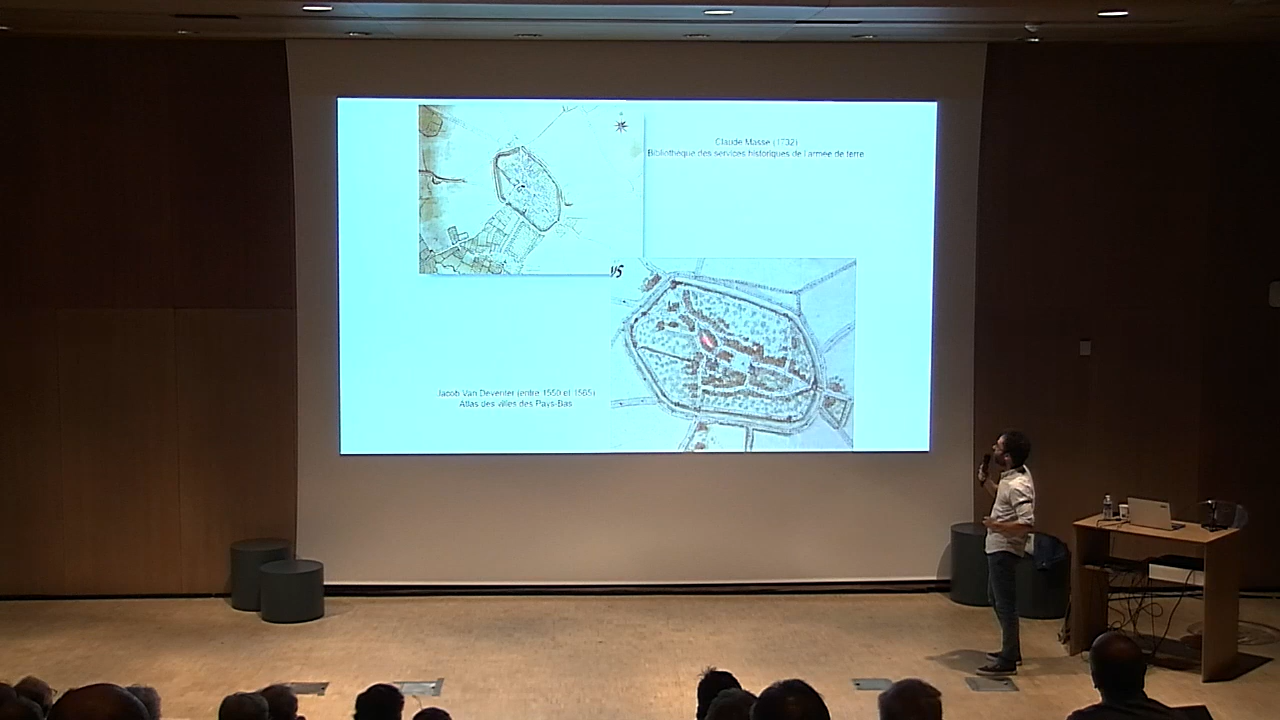 Claude Masse (1732)
Bibliothèque des services historiques de l'armée de terre
Jacob Van Deventer (entre 1550 et 1565)
Atlas des villes des Pays-Bas